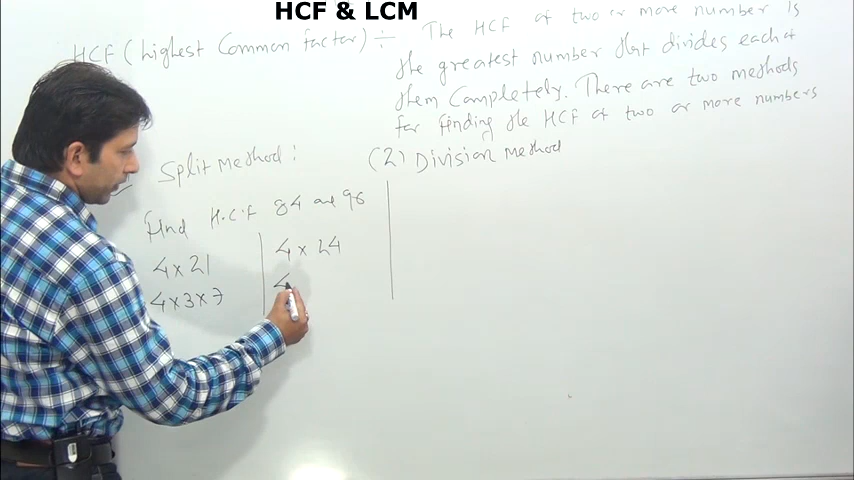 HCF & LCM
HCF (highest Common factor) ÷ The HCF of two or more number is
the greatest number that divides each of
them Completely. There are two methods
for finding the HCF of two or more numbers
Split method :
(2) Division method
find H.C.F 84 and 96
4 x 21
4 x 3 x 7
4 x 24
4